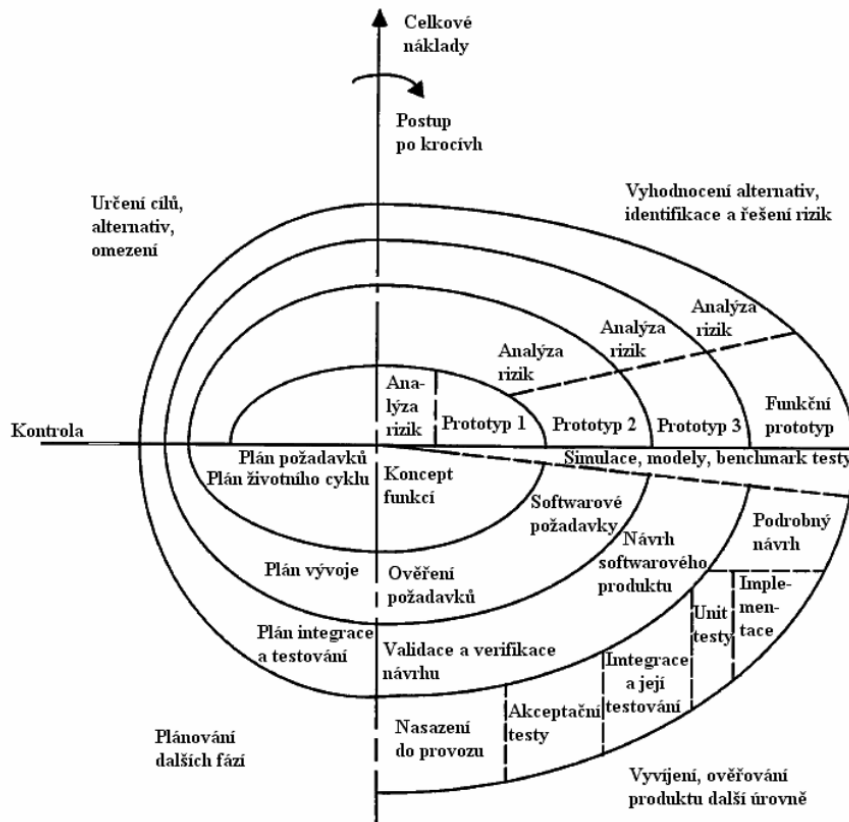 Celkové
náklady
Postup
po krocívh
Určení cílů,
alternativ,
omezení
Vyhodnocení alternativ,
identifikace a řešení rizik
Analýza
rizik
Analýza
rizik
Analýza
rizik
Ana-
lýza
rizik
Prototyp 1
Prototyp 2
Prototyp 3
Funkční
prototyp
Kontrola
Plán požadavků
Plán životního cyklu
Koncept
funkcí
Simulace, modely, benchmark testy
Softwarové
požadavky
Návrh
softwarového
produktu
Podrobný
návrh
Plán vývoje
Ověření
požadavků
Unit
testy
Imple-
men-
tace
Plán integrace
a testování
Validace a verifikace
návrhu
Imtegrace
a její
testování
Nasazení
do provozu
Akceptační
testy
Plánování
dalších fází
Vyvíjení, ověřování
produktu další úrovně